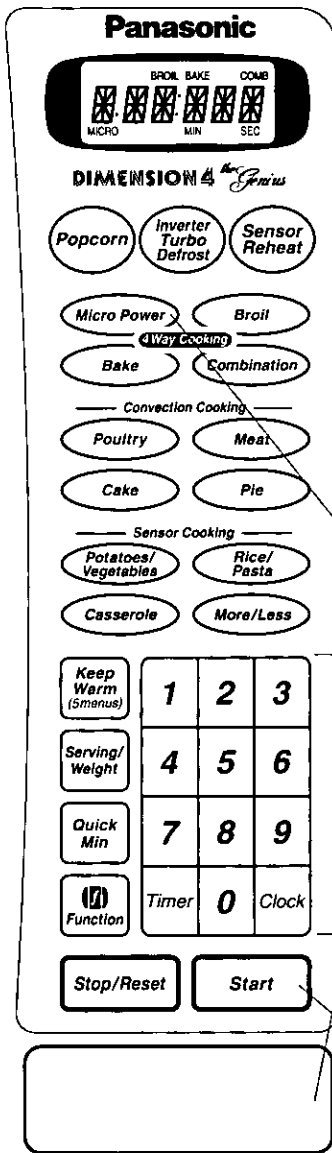 Panasonic
BROIL BAKE COMB
MICRO MIN SEC
DIMENSION 4 the Genius
Popcorn Inverter Turbo Defrost Sensor Reheat
Micro Power Broil
4 Way Cooking
Bake Combination
Convection Cooking
Poultry Meat
Cake Pie
Sensor Cooking
Potatoes/Vegetables Rice/Pasta
Casserole More/Less
Keep Warm (5menus) 1 2 3
Serving/Weight 4 5 6
Quick Min 7 8 9
Function Timer 0 Clock
Stop/Reset Start